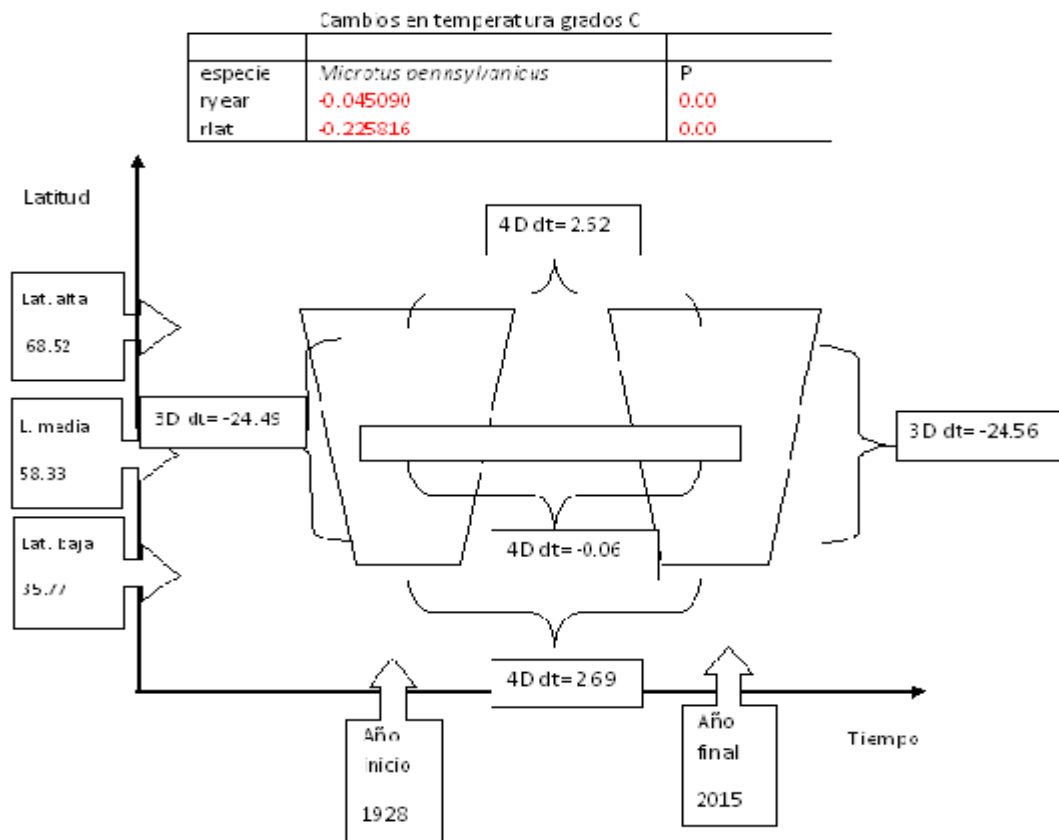 Cambios en temperatura grados C
especie Microtus pennsylvanicus P
ryear -0.045090 0.00
rlat -0.225816 0.00
Latitud
4D dt= 2.52
Lat. alta
68.52
3D dt= -24.49
L. media
58.33
3D dt= -24.56
4D dt= -0.06
Lat. baja
35.77
4D dt= 2.69
Año
inicio
1928
Año
final
2015
Tiempo